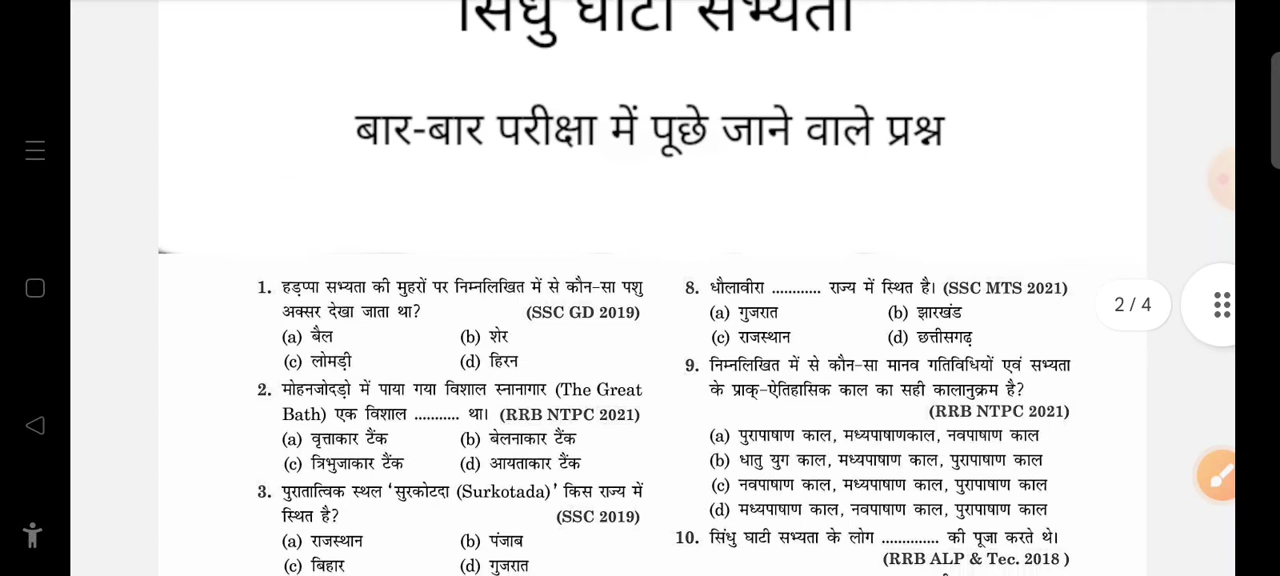 सिंधु घाटी सभ्यता
बार-बार परीक्षा में पूछे जाने वाले प्रश्न
1. हड़प्पा सभ्यता की मुहरों पर निम्नलिखित में से कौन-सा पशु
अक्सर देखा जाता था? (SSC GD 2019)
(a) बैल (b) शेर
(c) लोमड़ी (d) हिरन
2. मोहनजोदड़ो में पाया गया विशाल स्नानागार (The Great
Bath) एक विशाल ........... था। (RRB NTPC 2021)
(a) वृत्ताकार टैंक (b) बेलनाकार टैंक
(c) त्रिभुजाकार टैंक (d) आयताकार टैंक
3. पुरातात्विक स्थल ‘सुरकोटदा (Surkotada)’ किस राज्य में
स्थित है? (SSC 2019)
(a) राजस्थान (b) पंजाब
(c) बिहार (d) गुजरात
8. धौलावीरा ............ राज्य में स्थित है। (SSC MTS 2021)
(a) गुजरात (b) झारखंड
(c) राजस्थान (d) छत्तीसगढ़
9. निम्नलिखित में से कौन-सा मानव गतिविधियों एवं सभ्यता
के प्राक्-ऐतिहासिक काल का सही कालानुक्रम है?
(RRB NTPC 2021)
(a) पुरापाषाण काल, मध्यपाषाणकाल, नवपाषाण काल
(b) धातु युग काल, मध्यपाषाण काल, पुरापाषाण काल
(c) नवपाषाण काल, मध्यपाषाण काल, पुरापाषाण काल
(d) मध्यपाषाण काल, नवपाषाण काल, पुरापाषाण काल
10. सिंधु घाटी सभ्यता के लोग .............. की पूजा करते थे।
(RRB ALP & Tec. 2018 )
2 / 4